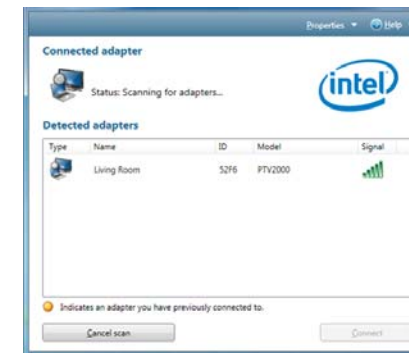 Properties Help
Connected adapter
Status: Scanning for adapters...
intel
Detected adapters
Type Name ID Model Signal
Living Room 52F6 PTV2000
Indicates an adapter you have previously connected to.
Cancel scan Connect